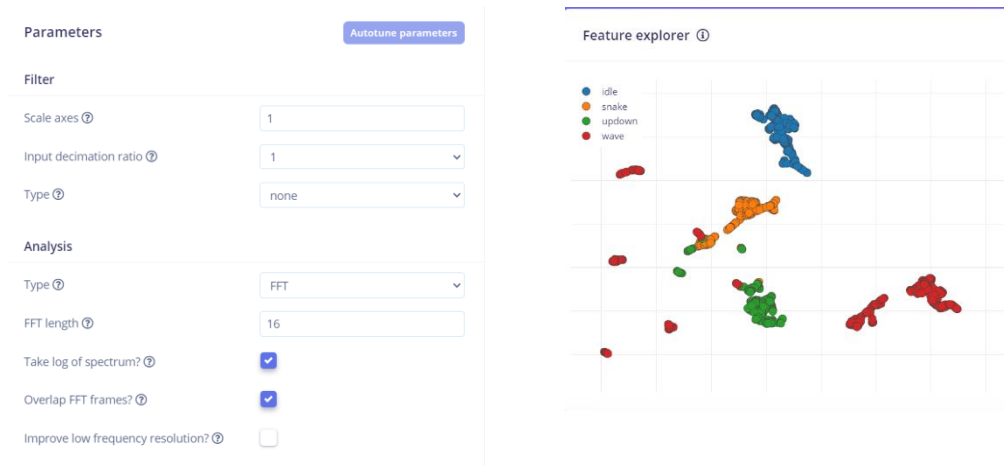 Parameters
Autotune parameters
Filter
Scale axes
1
Input decimation ratio
1
Type
none
Analysis
Type
FFT
FFT length
16
Take log of spectrum?
Overlap FFT frames?
Improve low frequency resolution?
Feature explorer
idle
snake
updown
wave